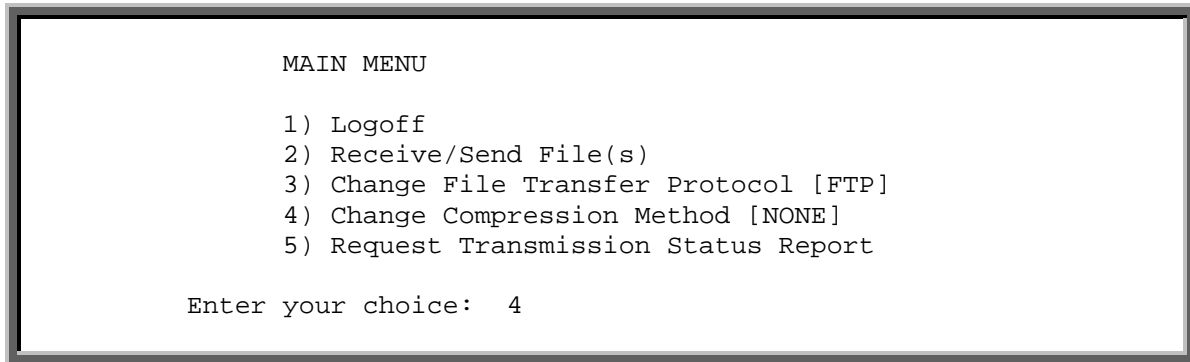 MAIN MENU
1) Logoff
2) Receive/Send File(s)
3) Change File Transfer Protocol [FTP]
4) Change Compression Method [NONE]
5) Request Transmission Status Report
Enter your choice:  4